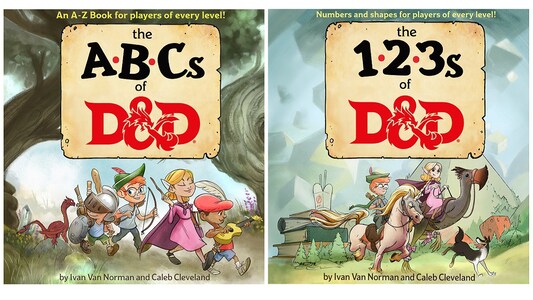 An A-Z Book for players of every level!
the
A·B·Cs
of
D&D
by Ivan Van Norman and Caleb Cleveland
Numbers and shapes for players of every level!
the
1·2·3s
of
D&D
by Ivan Van Norman and Caleb Cleveland